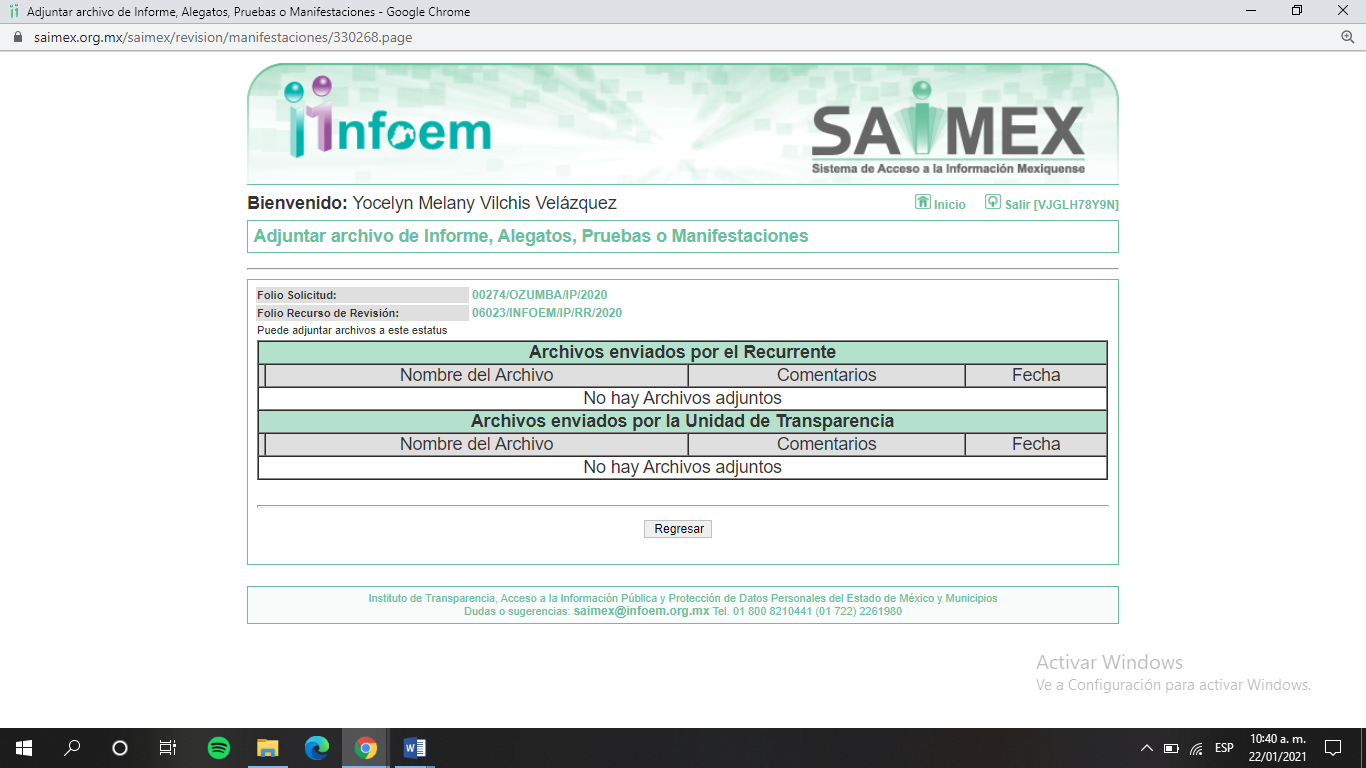 Adjuntar archivo de Informe, Alegatos, Pruebas o Manifestaciones - Google Chrome
saimex.org.mx/saimex/revision/manifestaciones/330268.page
infoem
SAIMEX
Sistema de Acceso a la Información Mexiquense
Bienvenido: Yocelyn Melany Vilchis Velázquez
Inicio Salir [VJGLH78Y9N]
Adjuntar archivo de Informe, Alegatos, Pruebas o Manifestaciones
Folio Solicitud: 00274/OZUMBA/IP/2020
Folio Recurso de Revisión: 06023/INFOEM/IP/RR/2020
Puede adjuntar archivos a este estatus
Archivos enviados por el Recurrente
Nombre del Archivo Comentarios Fecha
No hay Archivos adjuntos
Archivos enviados por la Unidad de Transparencia
Nombre del Archivo Comentarios Fecha
No hay Archivos adjuntos
Regresar
Instituto de Transparencia, Acceso a la Información Pública y Protección de Datos Personales del Estado de México y Municipios
Dudas o sugerencias: saimex@infoem.org.mx Tel. 01 800 8210441 (01 722) 2261980
Activar Windows
Ve a Configuración para activar Windows.
ESP
10:40 a. m.
22/01/2021